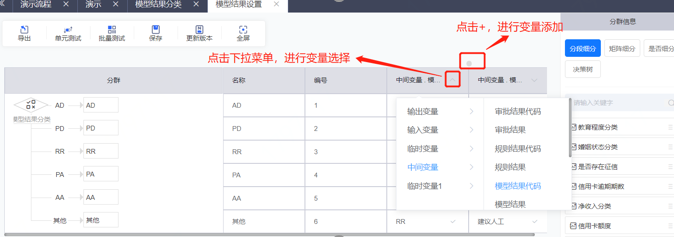 演示流程 × 演示 × 模型结果分类 × 模型结果设置 ×
导出 单元测试 批量测试 保存 更新版本 全屏
点击+，进行变量添加
点击下拉菜单，进行变量选择
分群 名称 编号 中间变量 . 模... 中间变量 . 模...
模型结果分类
AD AD AD 1
PD PD PD 2
RR RR RR 3
PA PA PA 4
AA AA AA 5
其他 其他 其他 6 RR 建议人工
输出变量
输入变量
临时变量
中间变量
临时变量1
审批结果代码
审批结果
规则结果代码
规则结果
模型结果代码
模型结果
分群信息
分段细分 矩阵细分 是否细分
决策树
请输入关键字
教育程度分类
婚姻状态分类
是否存在征信
信用卡逾期期数
净收入分类
信用卡额度